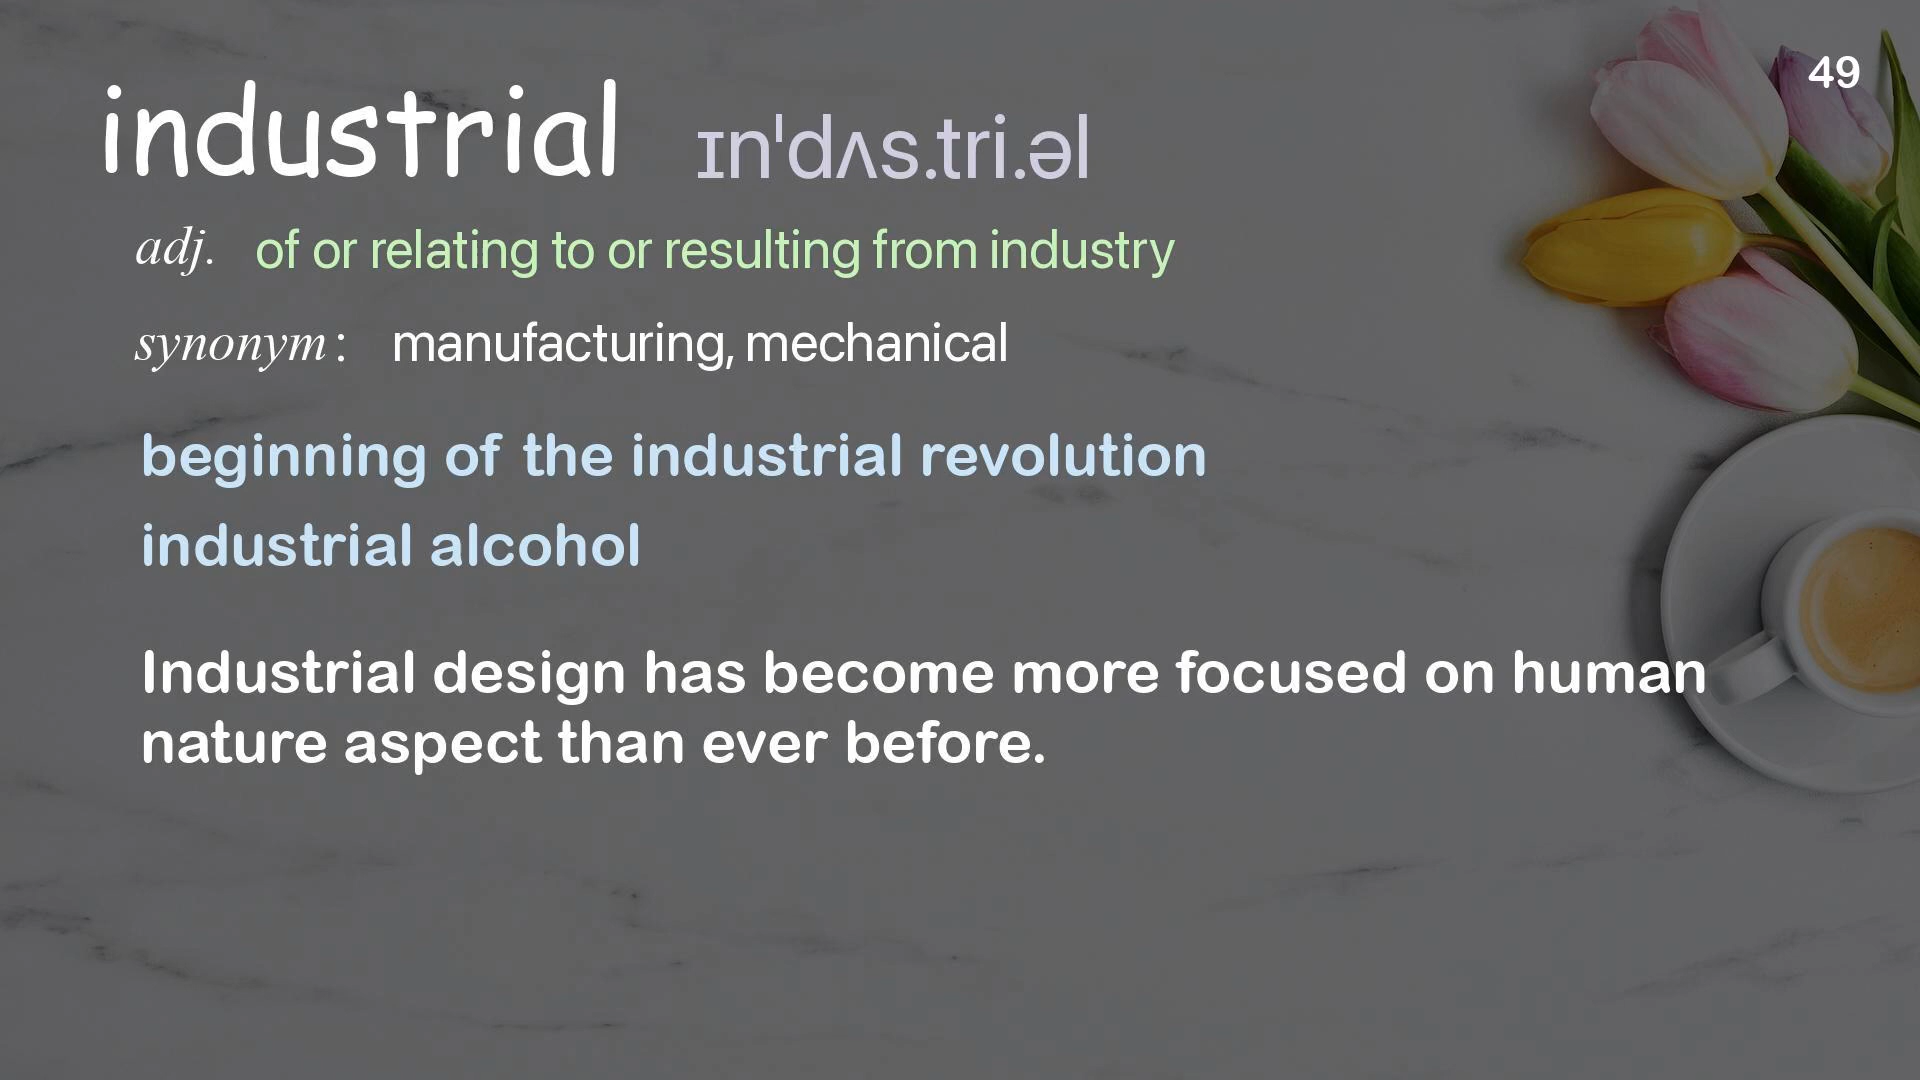 49
industrial ɪnˈdʌs.tri.əl
adj. of or relating to or resulting from industry
synonym : manufacturing, mechanical
beginning of the industrial revolution
industrial alcohol
Industrial design has become more focused on human
nature aspect than ever before.